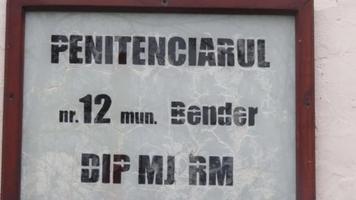 PENITENCIARUL
nr. 12 mun. Bender
DIP MJ RM